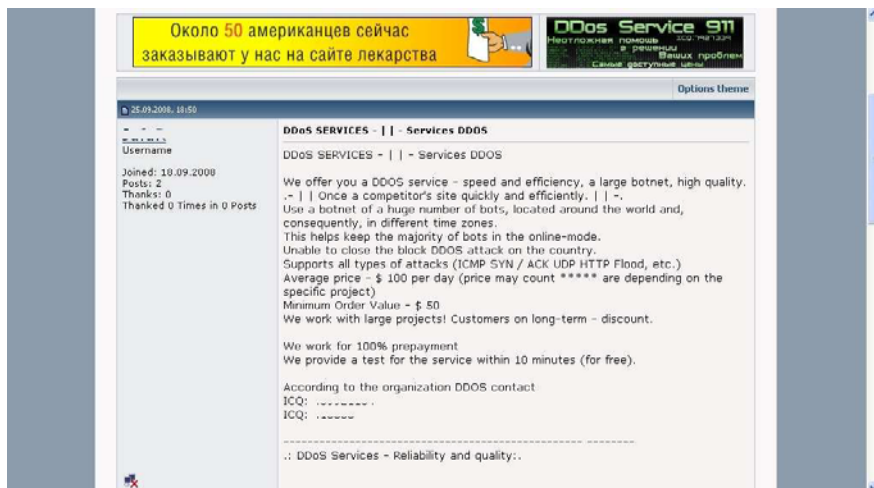 Около 50 американцев сейчас
заказывают у нас на сайте лекарства
DDos Service 911
Неотложная помощь
в решении
Ваших проблем
Самые доступные цены
Options theme
25.09.2008, 18:50
Username
Joined: 18.09.2008
Posts: 2
Thanks: 0
Thanked 0 Times in 0 Posts
DDoS SERVICES - | | - Services DDOS
DDoS SERVICES - | | - Services DDOS
We offer you a DDOS service - speed and efficiency, a large botnet, high quality.
.- | | Once a competitor's site quickly and efficiently. | | -.
Use a botnet of a huge number of bots, located around the world and,
consequently, in different time zones.
This helps keep the majority of bots in the online-mode.
Unable to close the block DDOS attack on the country.
Supports all types of attacks (ICMP SYN / ACK UDP HTTP Flood, etc.)
Average price - $ 100 per day (price may count ***** are depending on the
specific project)
Minimum Order Value - $ 50
We work with large projects! Customers on long-term - discount.
We work for 100% prepayment
We provide a test for the service within 10 minutes (for free).
According to the organization DDOS contact
ICQ:
ICQ:
.: DDoS Services - Reliability and quality:.